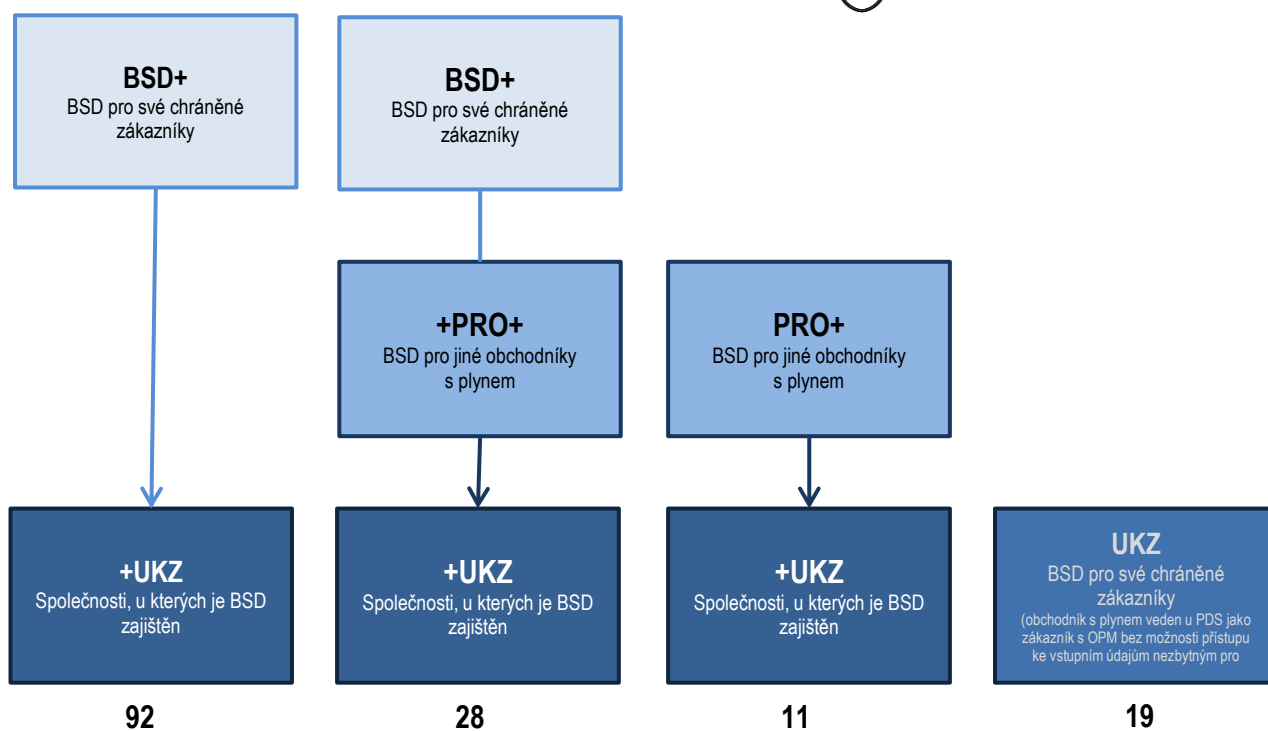 BSD+
BSD pro své chráněné
zákazníky
BSD+
BSD pro své chráněné
zákazníky
+PRO+
BSD pro jiné obchodníky
s plynem
PRO+
BSD pro jiné obchodníky
s plynem
+UKZ
Společnosti, u kterých je BSD
zajištěn
+UKZ
Společnosti, u kterých je BSD
zajištěn
+UKZ
Společnosti, u kterých je BSD
zajištěn
UKZ
BSD pro své chráněné
zákazníky
(obchodník s plynem veden u PDS jako
zákazník s OPM bez možnosti přístupu
ke vstupním údajům nezbytným pro
92
28
11
19